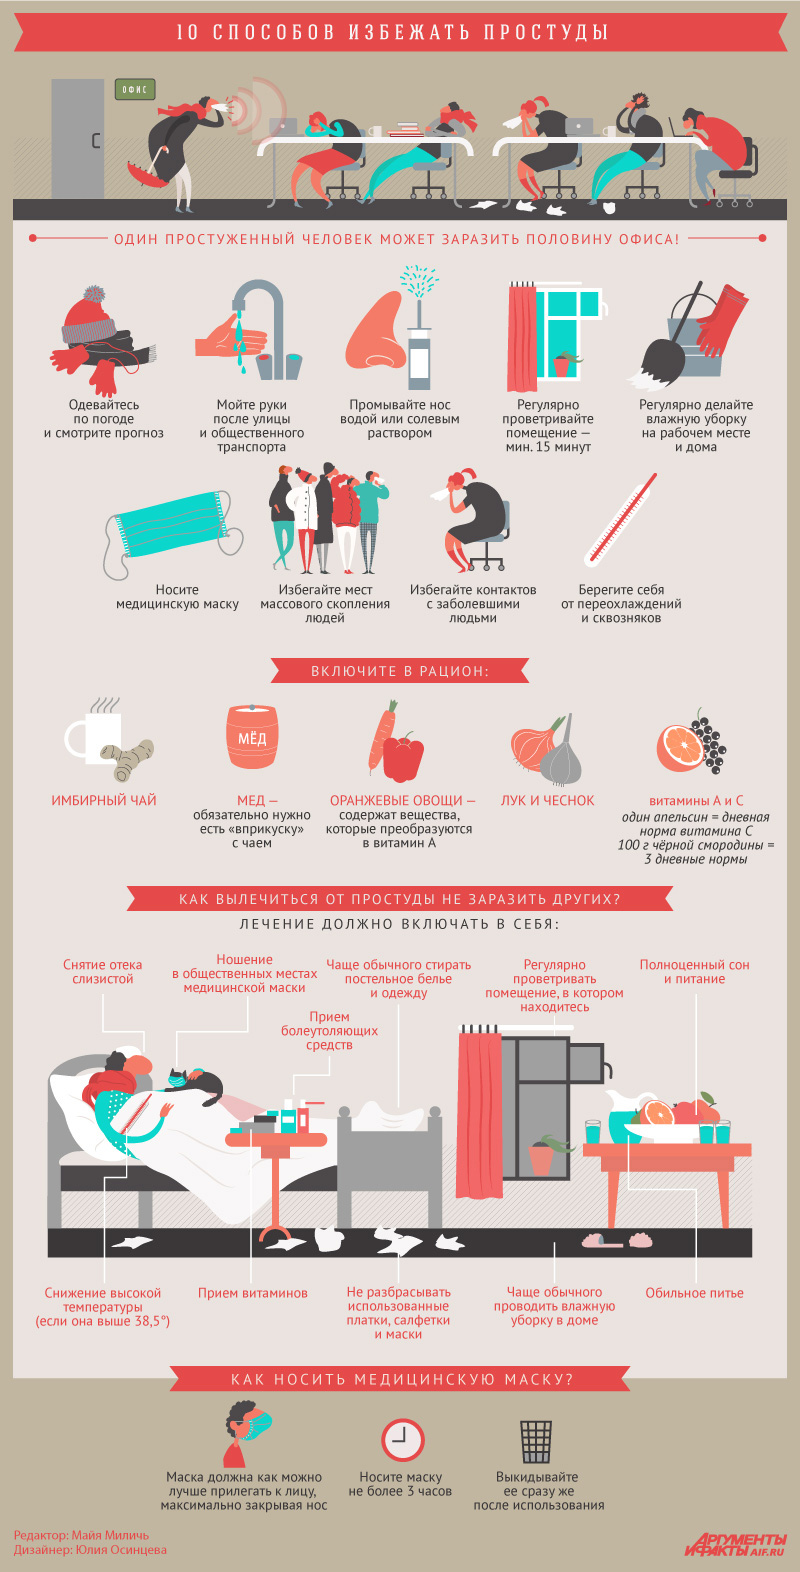 10 СПОСОБОВ ИЗБЕЖАТЬ ПРОСТУДЫ
ОФИС
ОДИН ПРОСТУЖЕННЫЙ ЧЕЛОВЕК МОЖЕТ ЗАРАЗИТЬ ПОЛОВИНУ ОФИСА!
Одевайтесь
по погоде
и смотрите прогноз
Мойте руки
после улицы
и общественного
транспорта
Промывайте нос
водой или солевым
раствором
Регулярно
проветривайте
помещение —
мин. 15 минут
Регулярно делайте
влажную уборку
на рабочем месте
и дома
Носите
медицинскую маску
Избегайте мест
массового скопления
людей
Избегайте контактов
с заболевшими
людьми
Берегите себя
от переохлаждений
и сквозняков
ВКЛЮЧИТЕ В РАЦИОН:
ИМБИРНЫЙ ЧАЙ
МЁД
МЕД —
обязательно нужно
есть «вприкуску»
с чаем
ОРАНЖЕВЫЕ ОВОЩИ —
содержат вещества,
которые преобразуются
в витамин А
ЛУК И ЧЕСНОК
витамины А и С
один апельсин = дневная
норма витамина С
100 г чёрной смородины =
3 дневные нормы
КАК ВЫЛЕЧИТЬСЯ ОТ ПРОСТУДЫ НЕ ЗАРАЗИТЬ ДРУГИХ?
ЛЕЧЕНИЕ ДОЛЖНО ВКЛЮЧАТЬ В СЕБЯ:
Снятие отека
слизистой
Ношение
в общественных местах
медицинской маски
Прием
болеутоляющих
средств
Чаще обычного стирать
постельное белье
и одежду
Регулярно
проветривать
помещение, в котором
находитесь
Полноценный сон
и питание
Снижение высокой
температуры
(если она выше 38,5°)
Прием витаминов
Не разбрасывать
использованные
платки, салфетки
и маски
Чаще обычного
проводить влажную
уборку в доме
Обильное питье
КАК НОСИТЬ МЕДИЦИНСКУЮ МАСКУ?
Маска должна как можно
лучше прилегать к лицу,
максимально закрывая нос
Носите маску
не более 3 часов
Выкидывайте
ее сразу же
после использования
Редактор: Майя Миличь
Дизайнер: Юлия Осинцева
АРГУМЕНТЫ
И ФАКТЫ AIF.RU